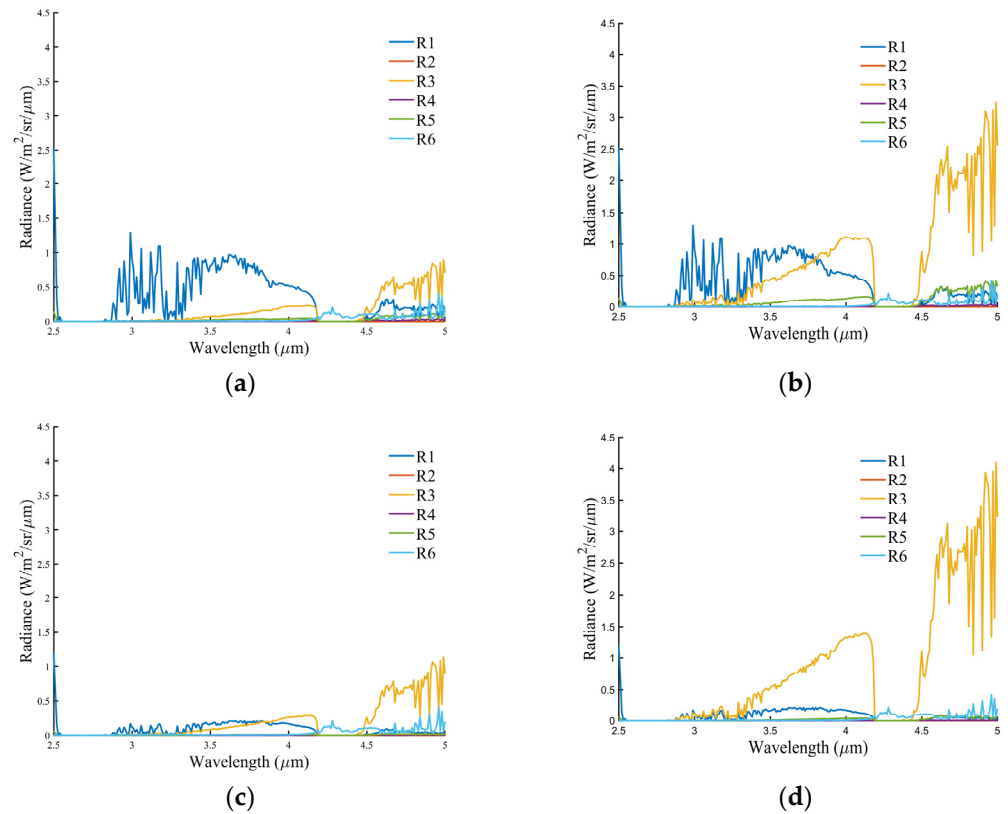 4.5
4
3.5
3
2.5
2
1.5
1
0.5
0
Radiance (W/m²/sr/μm)
R1
R2
R3
R4
R5
R6
2.5 3 3.5 4 4.5 5
Wavelength (μm)
(a)
4.5
4
3.5
3
2.5
2
1.5
1
0.5
0
Radiance (W/m²/sr/μm)
R1
R2
R3
R4
R5
R6
2.5 3 3.5 4 4.5 5
Wavelength (μm)
(b)
4.5
4
3.5
3
2.5
2
1.5
1
0.5
0
Radiance (W/m²/sr/μm)
R1
R2
R3
R4
R5
R6
2.5 3 3.5 4 4.5 5
Wavelength (μm)
(c)
4.5
4
3.5
3
2.5
2
1.5
1
0.5
0
Radiance (W/m²/sr/μm)
R1
R2
R3
R4
R5
R6
2.5 3 3.5 4 4.5 5
Wavelength (μm)
(d)